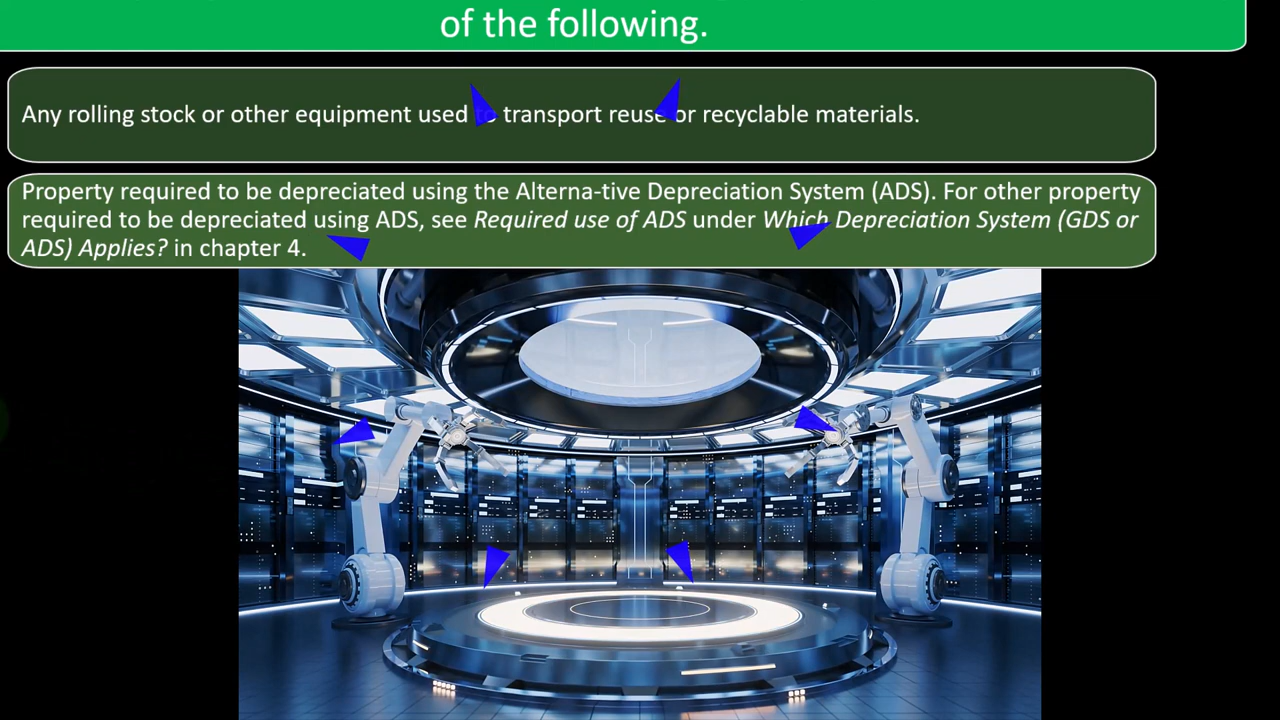 of the following.
Any rolling stock or other equipment used to transport reuse or recyclable materials.
Property required to be depreciated using the Alterna-tive Depreciation System (ADS). For other property
required to be depreciated using ADS, see Required use of ADS under Which Depreciation System (GDS or
ADS) Applies? in chapter 4.